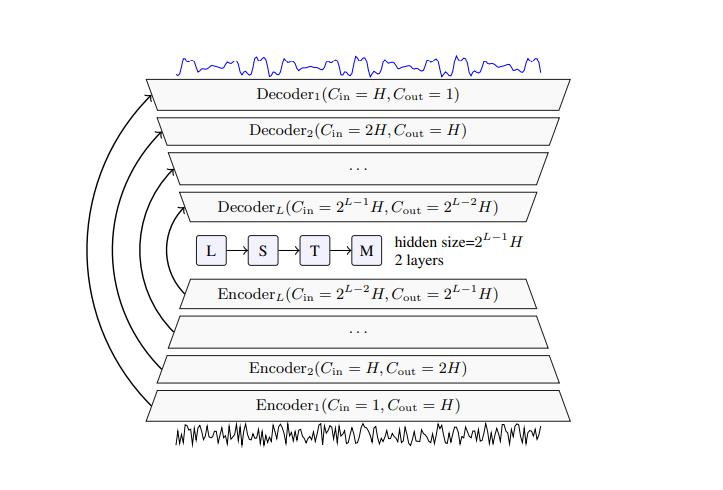 Decoder₁(C_in = H, C_out = 1)
Decoder₂(C_in = 2H, C_out = H)
...
Decoder_L(C_in = 2^{L−1}H, C_out = 2^{L−2}H)
L S T M
hidden size=2^{L−1}H
2 layers
Encoder_L(C_in = 2^{L−2}H, C_out = 2^{L−1}H)
...
Encoder₂(C_in = H, C_out = 2H)
Encoder₁(C_in = 1, C_out = H)